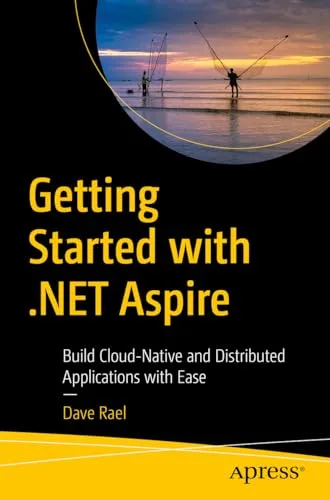 Getting
Started with
.NET Aspire
Build Cloud-Native and Distributed
Applications with Ease
—
Dave Rael
Apress®